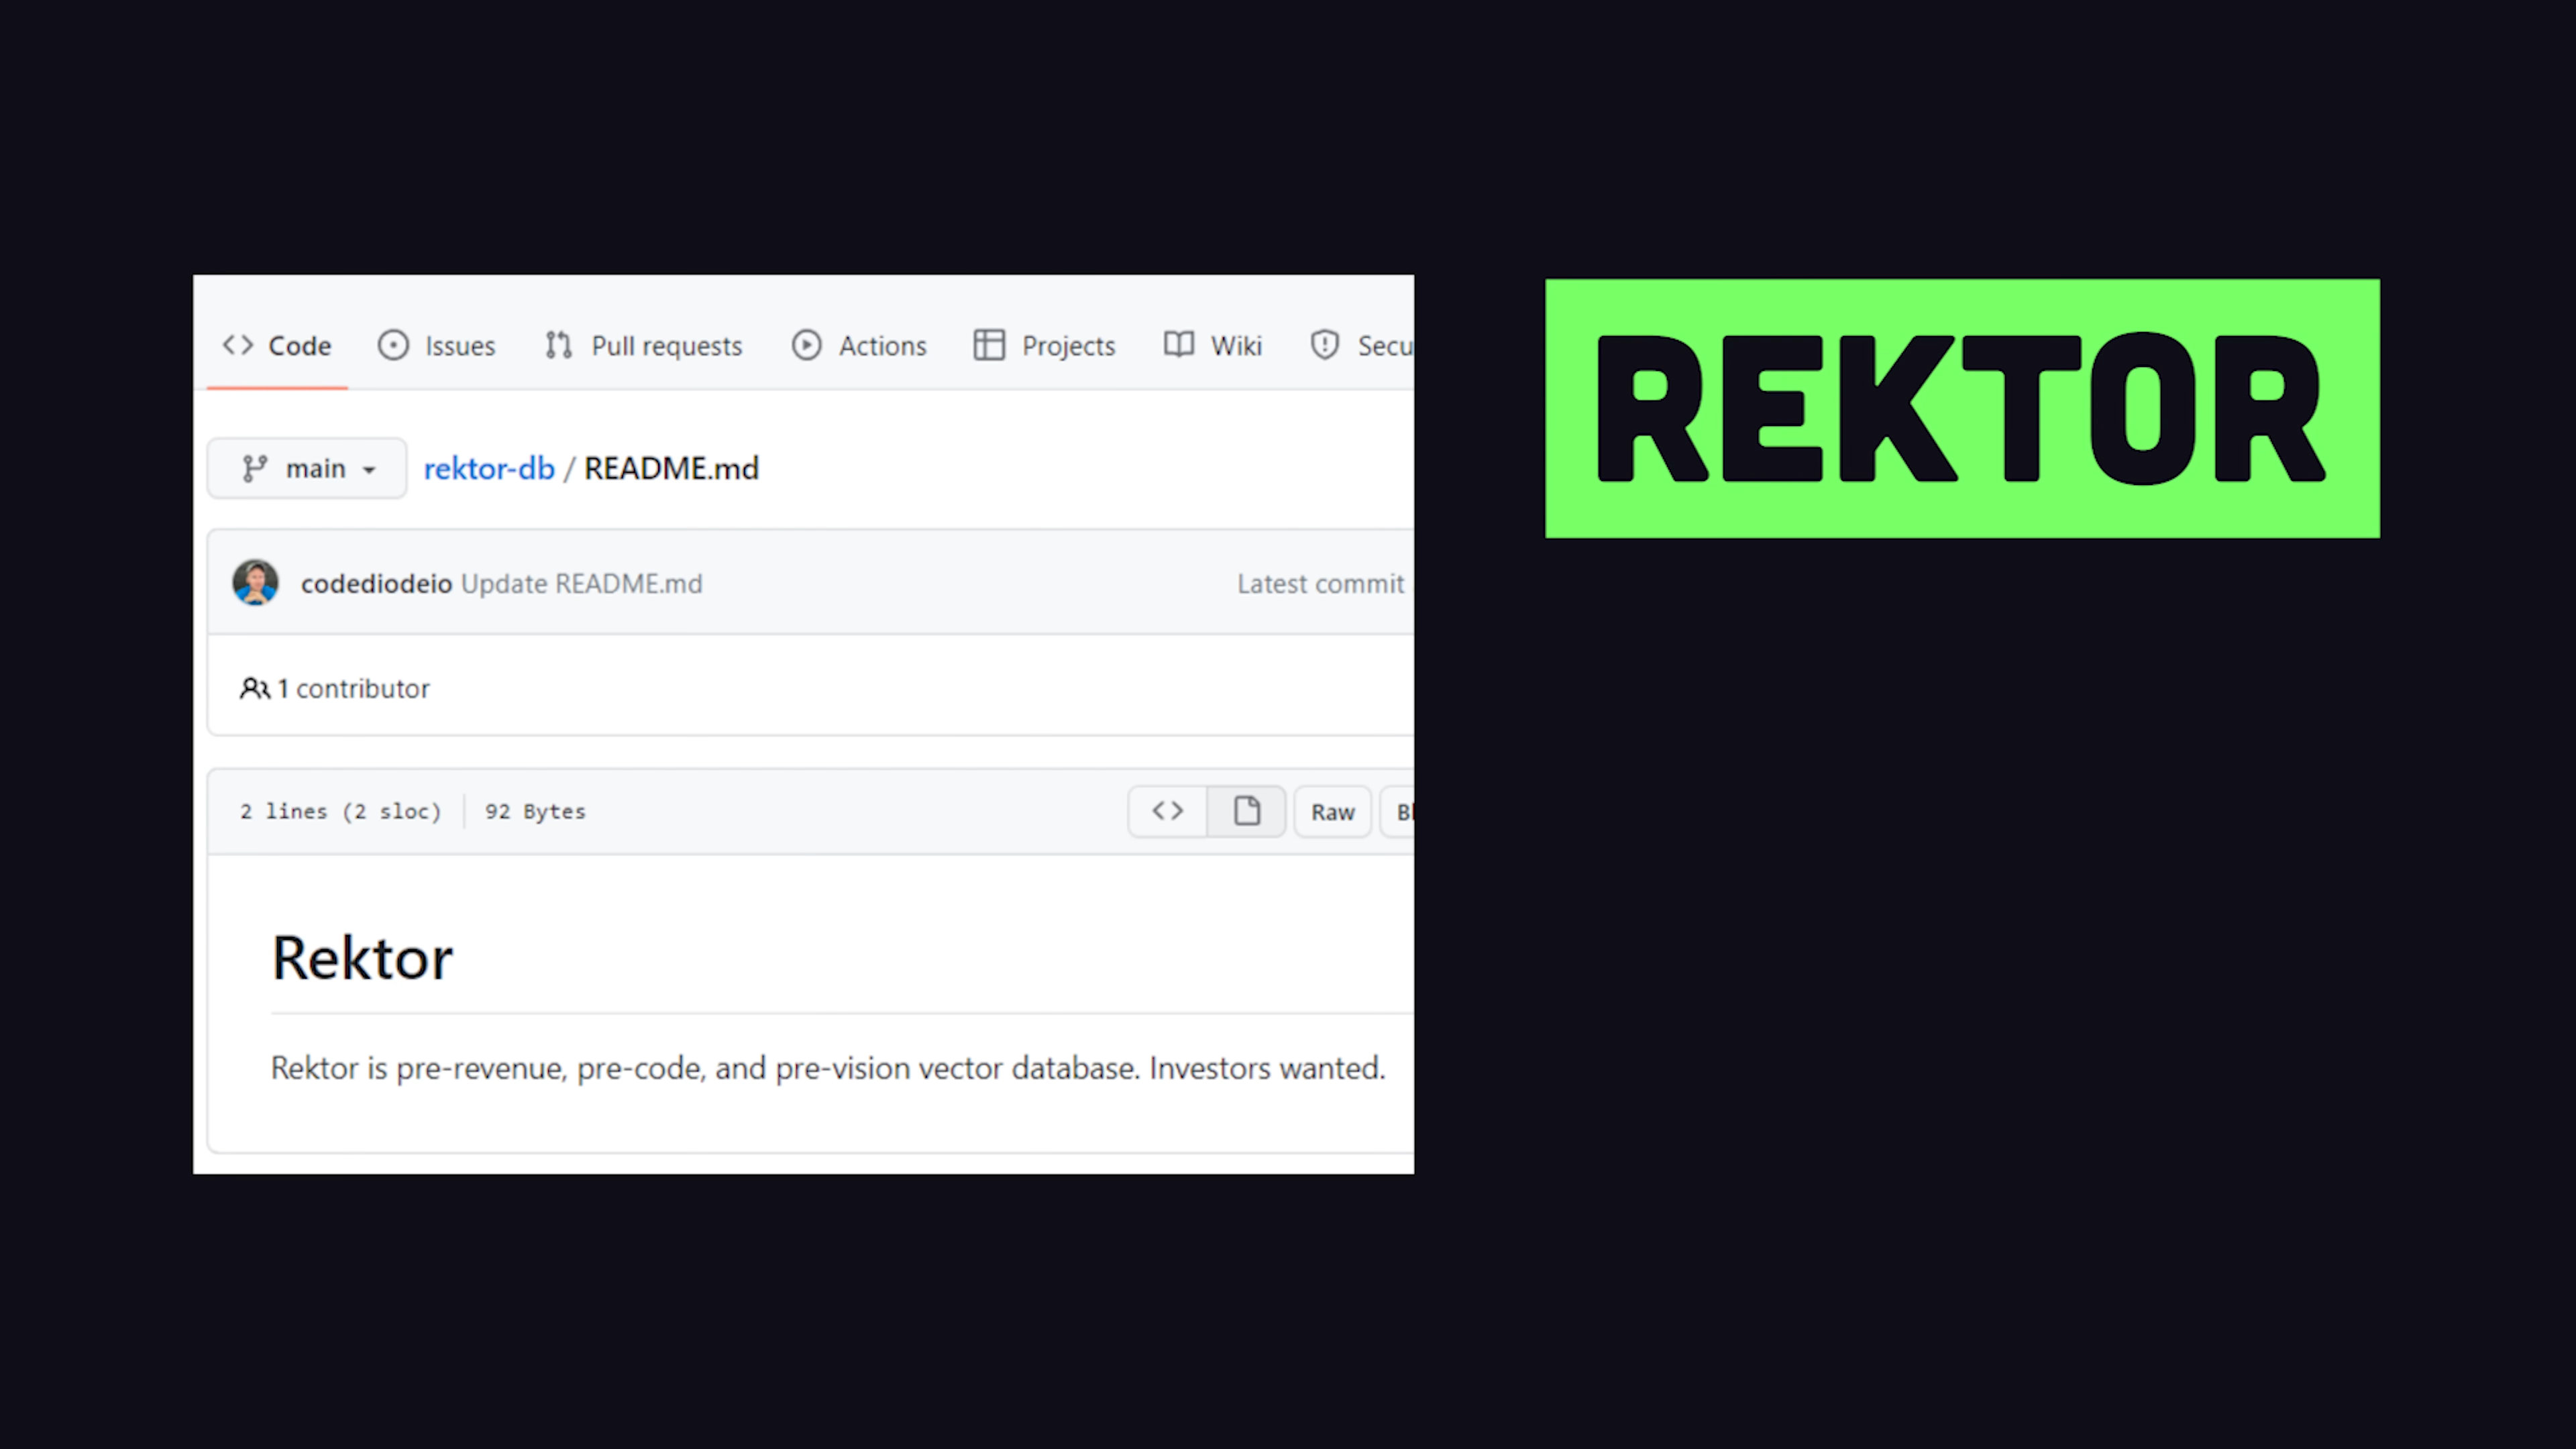 Code Issues Pull requests Actions Projects Wiki Secu
main rektor-db / README.md
codediodeio Update README.md Latest commit
1 contributor
2 lines (2 sloc) 92 Bytes Raw Bl
Rektor
Rektor is pre-revenue, pre-code, and pre-vision vector database. Investors wanted.
REKTOR